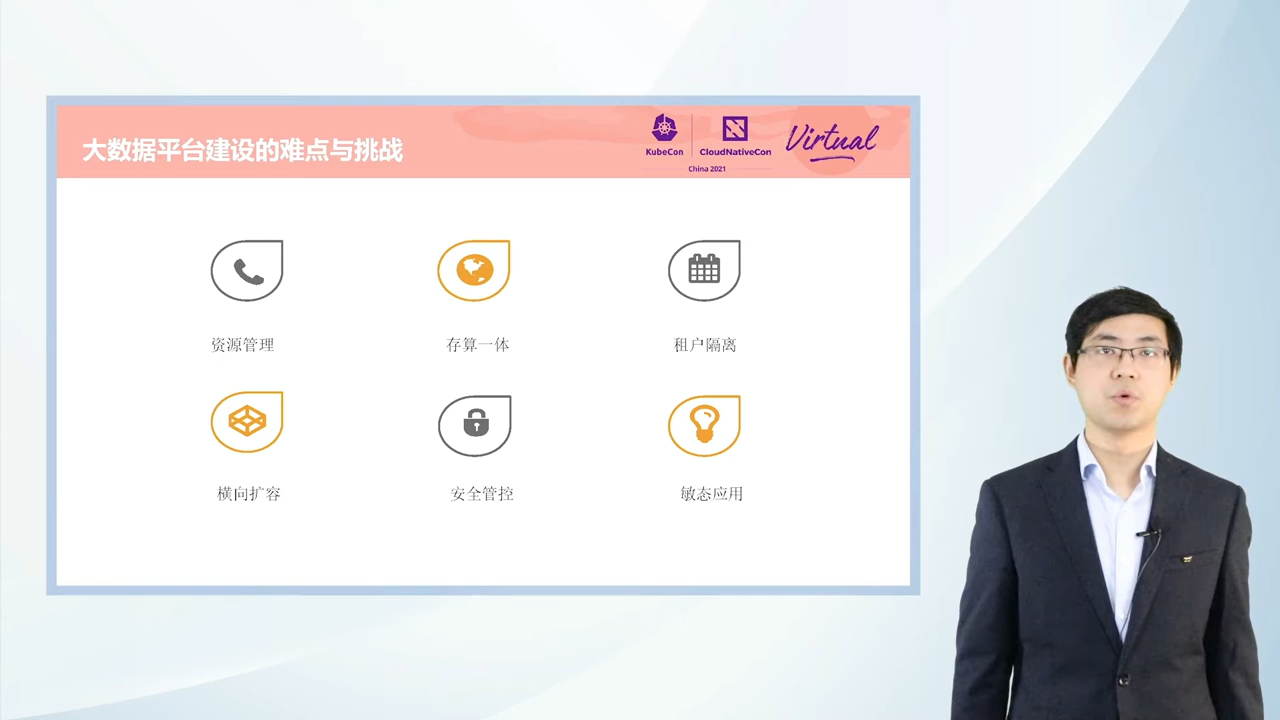 大数据平台建设的难点与挑战
KubeCon
CloudNativeCon
Virtual
China 2021
资源管理
存算一体
租户隔离
横向扩容
安全管控
敏态应用